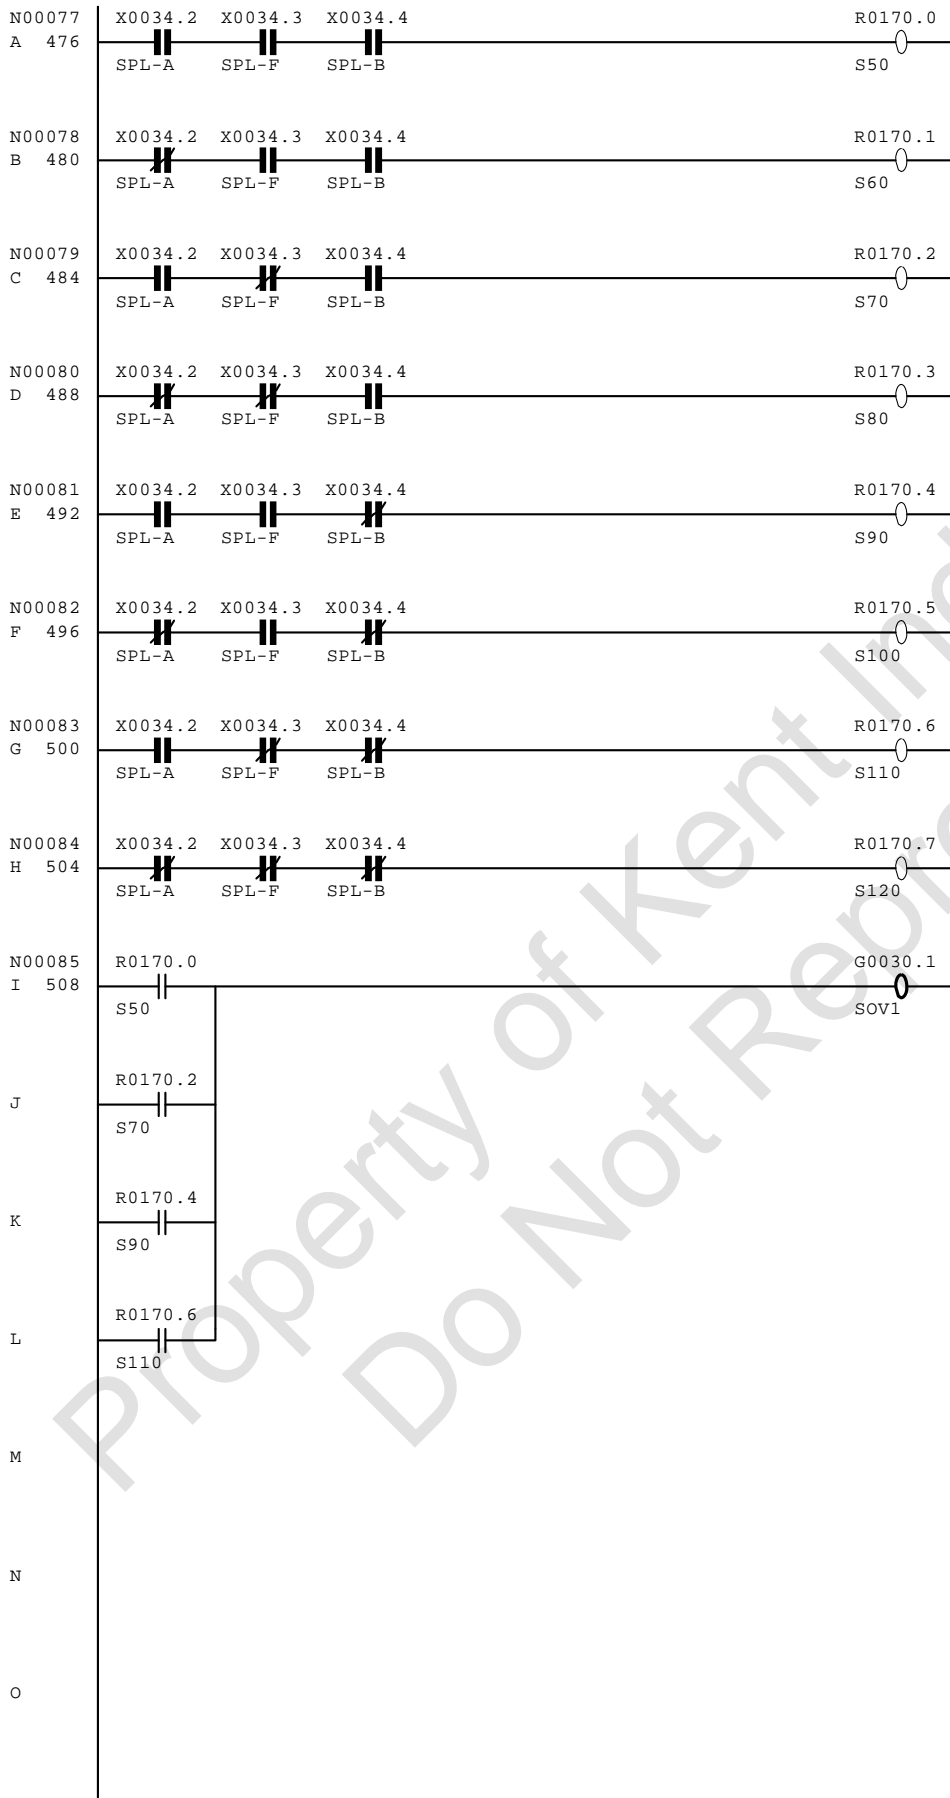 N00077 X0034.2 X0034.3 X0034.4 R0170.0
A 476
SPL-A SPL-F SPL-B S50
N00078 X0034.2 X0034.3 X0034.4 R0170.1
B 480
SPL-A SPL-F SPL-B S60
N00079 X0034.2 X0034.3 X0034.4 R0170.2
C 484
SPL-A SPL-F SPL-B S70
N00080 X0034.2 X0034.3 X0034.4 R0170.3
D 488
SPL-A SPL-F SPL-B S80
N00081 X0034.2 X0034.3 X0034.4 R0170.4
E 492
SPL-A SPL-F SPL-B S90
N00082 X0034.2 X0034.3 X0034.4 R0170.5
F 496
SPL-A SPL-F SPL-B S100
N00083 X0034.2 X0034.3 X0034.4 R0170.6
G 500
SPL-A SPL-F SPL-B S110
N00084 X0034.2 X0034.3 X0034.4 R0170.7
H 504
SPL-A SPL-F SPL-B S120
N00085 R0170.0 G0030.1
I 508
S50 SOV1
R0170.2
J
S70
R0170.4
K
S90
R0170.6
L
S110
M
N
O
Property of Kent
Do Not